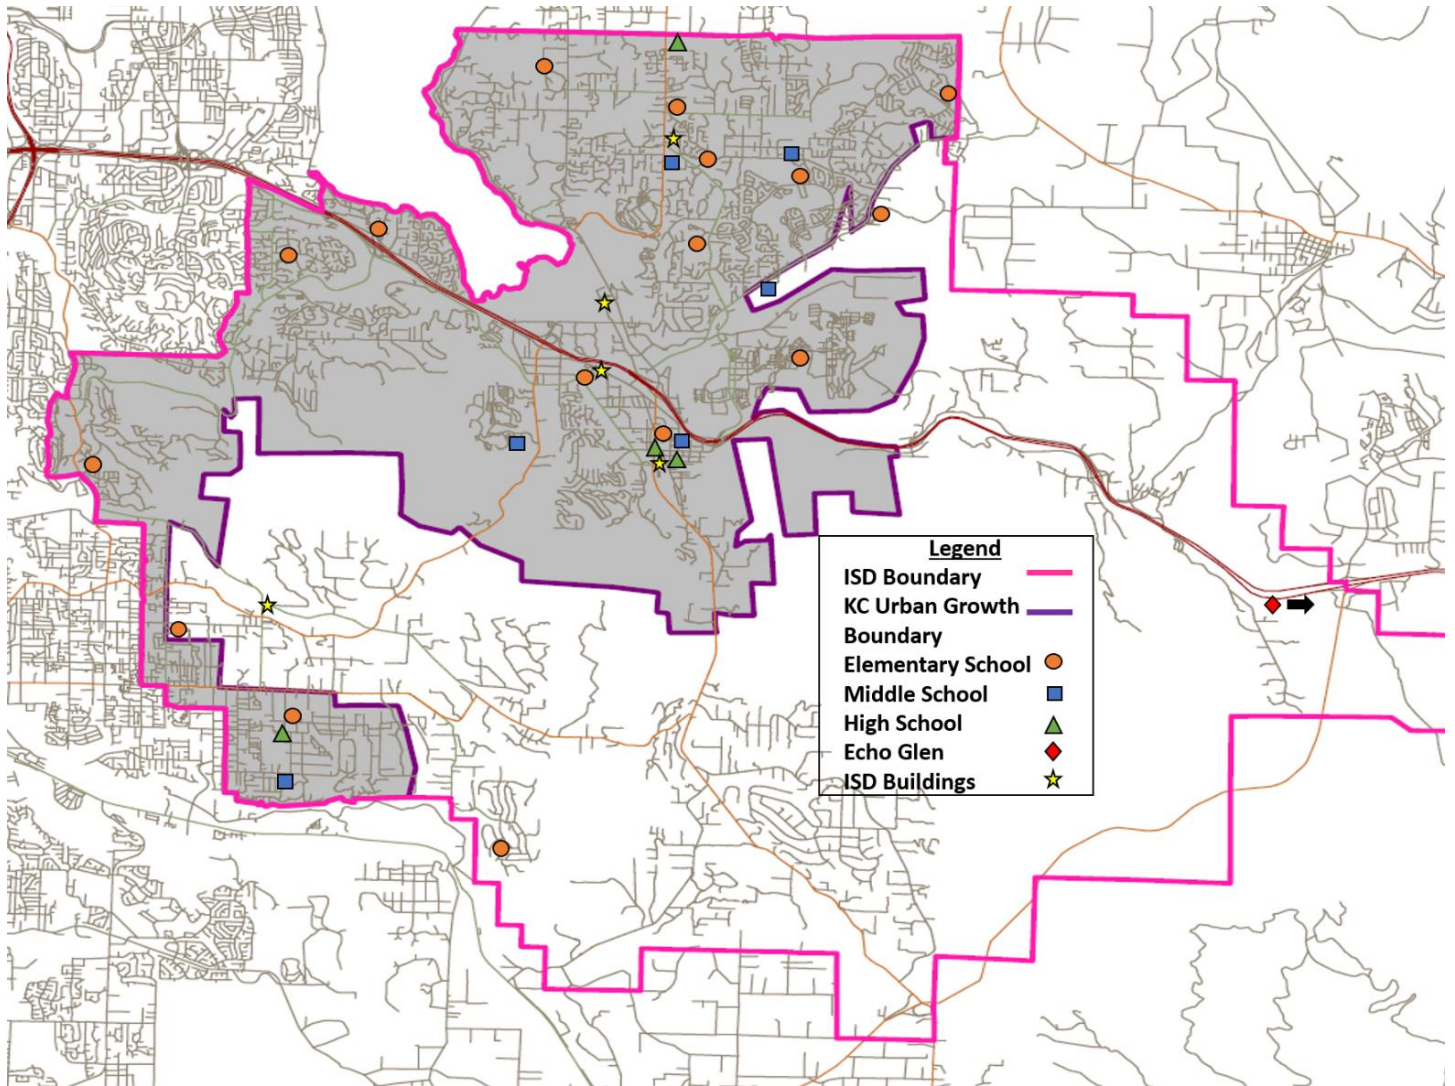 Legend
ISD Boundary
KC Urban Growth
Boundary
Elementary School
Middle School
High School
Echo Glen
ISD Buildings